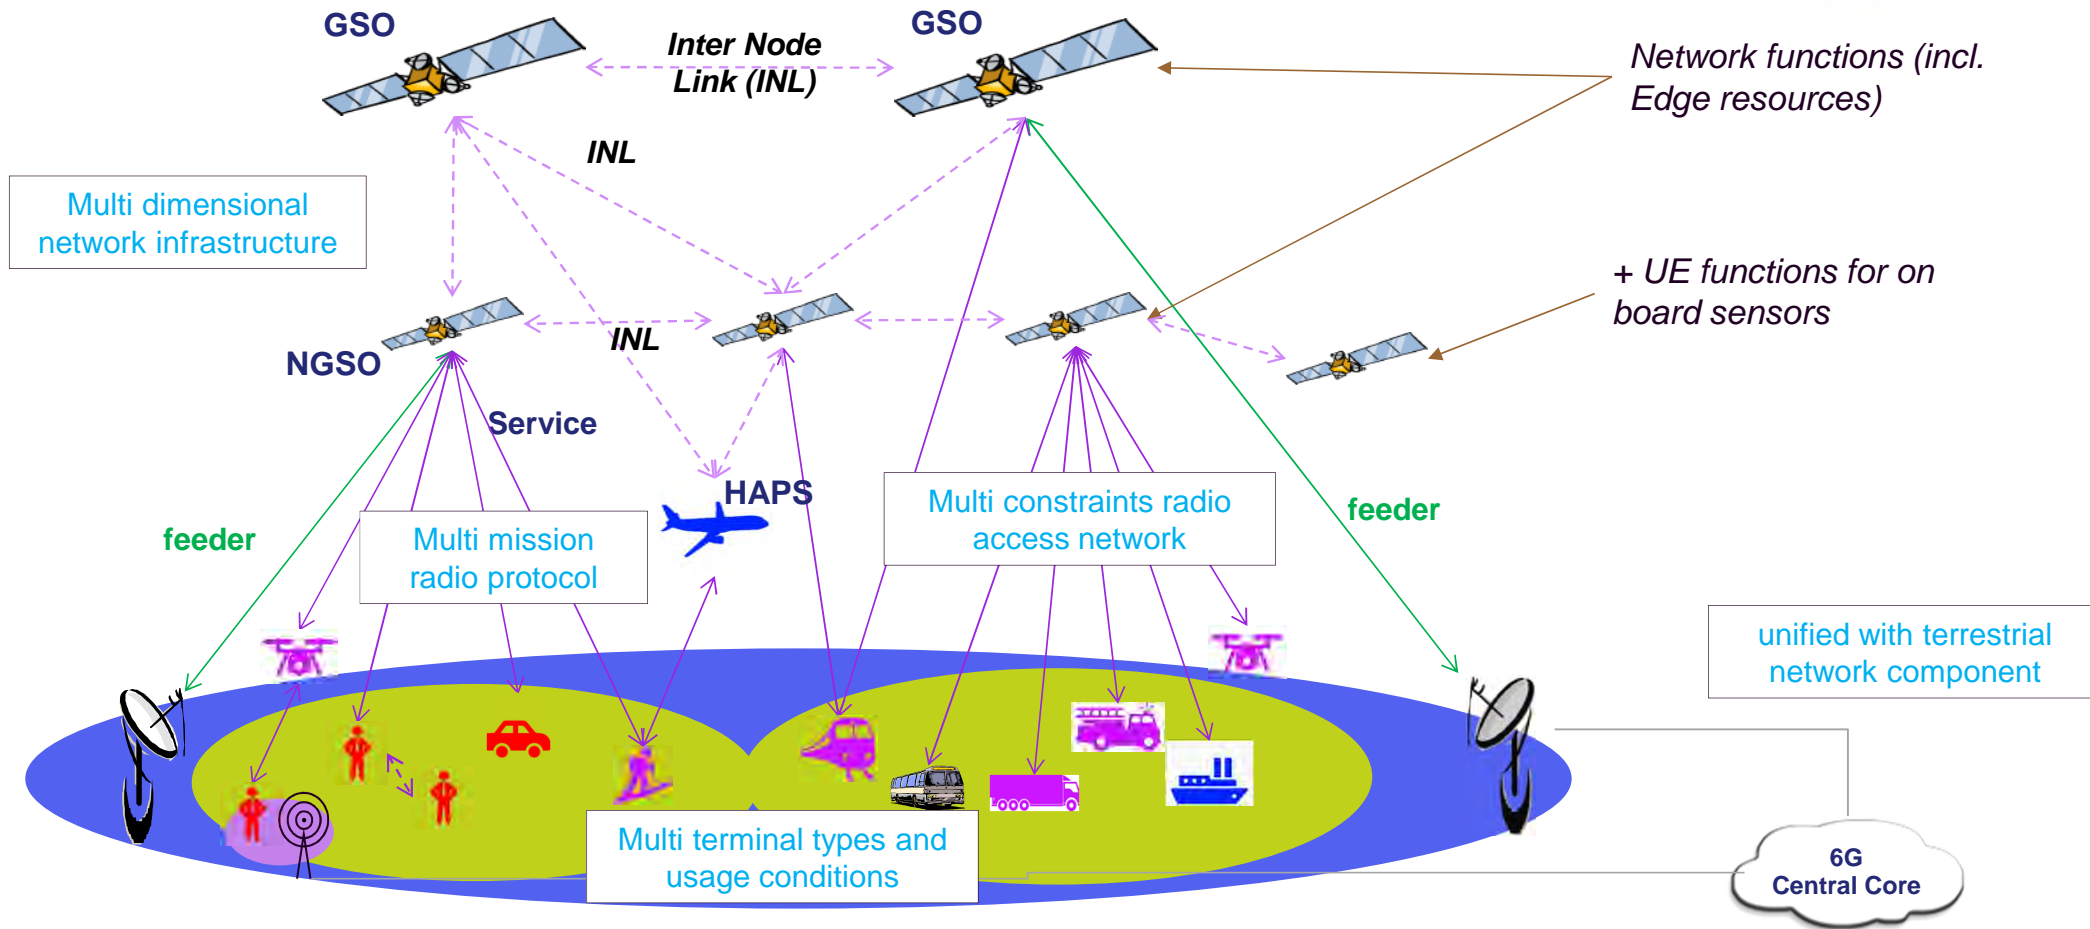 GSO
Inter Node
Link (INL)
GSO
Network functions (incl.
Edge resources)
INL
Multi dimensional
network infrastructure
+ UE functions for on
board sensors
INL
NGSO
Service
HAPS
Multi constraints radio
access network
feeder
feeder
Multi mission
radio protocol
unified with terrestrial
network component
Multi terminal types and
usage conditions
6G
Central Core